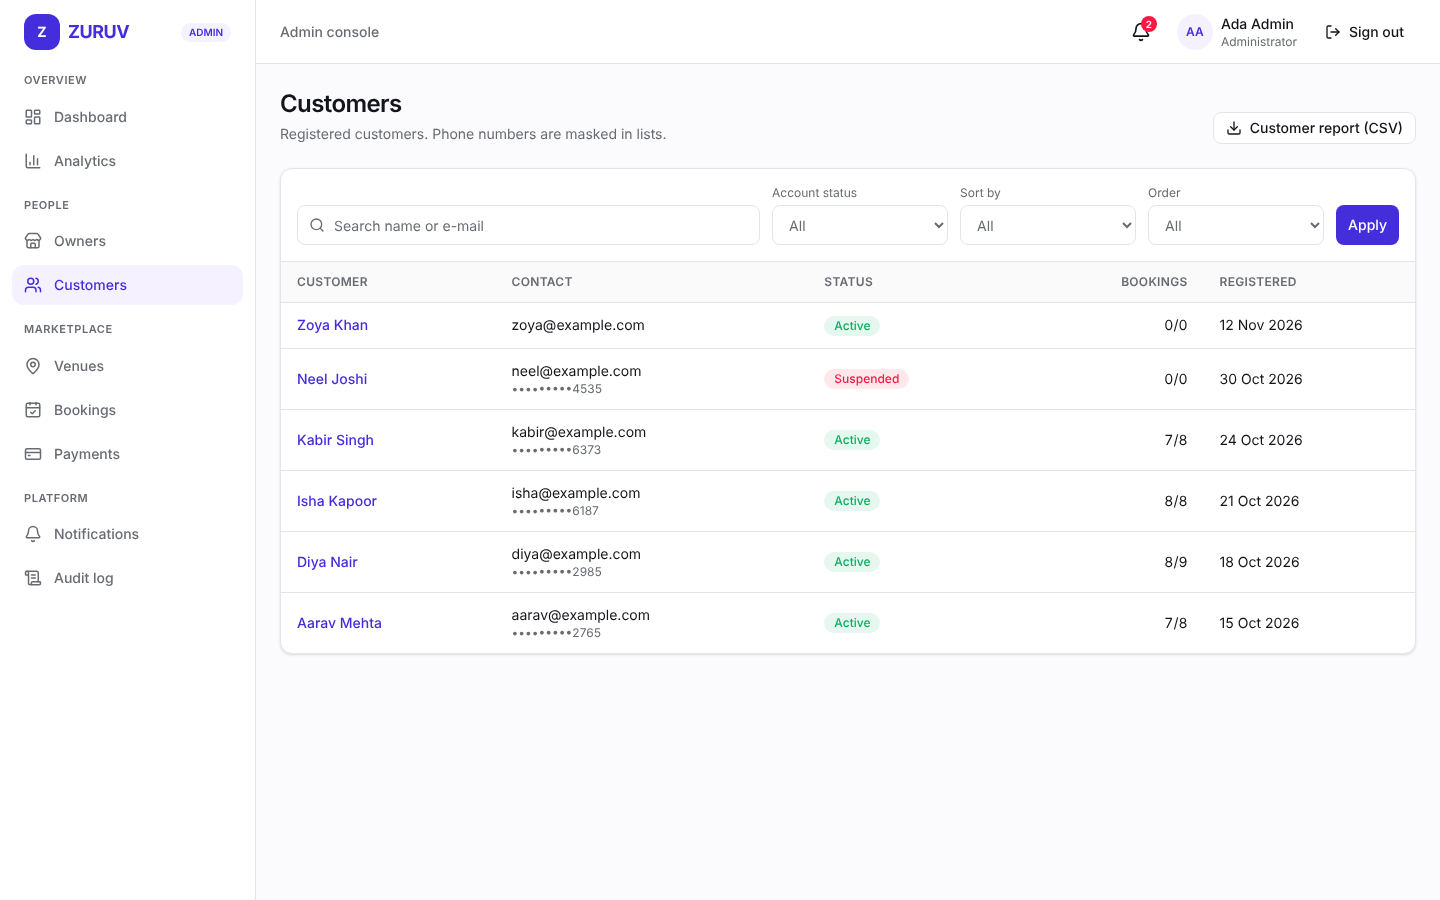 Z ZURUV ADMIN
OVERVIEW
Dashboard
Analytics
PEOPLE
Owners
Customers
MARKETPLACE
Venues
Bookings
Payments
PLATFORM
Notifications
Audit log
Admin console
2
AA
Ada Admin
Administrator
Sign out
Customers
Registered customers. Phone numbers are masked in lists.
Customer report (CSV)
Account status Sort by Order
Search name or e-mail All All All Apply
CUSTOMER CONTACT STATUS BOOKINGS REGISTERED
Zoya Khan zoya@example.com Active 0/0 12 Nov 2026
Neel Joshi neel@example.com Suspended 0/0 30 Oct 2026
•••••••••4535
Kabir Singh kabir@example.com Active 7/8 24 Oct 2026
•••••••••6373
Isha Kapoor isha@example.com Active 8/8 21 Oct 2026
•••••••••6187
Diya Nair diya@example.com Active 8/9 18 Oct 2026
•••••••••2985
Aarav Mehta aarav@example.com Active 7/8 15 Oct 2026
•••••••••2765